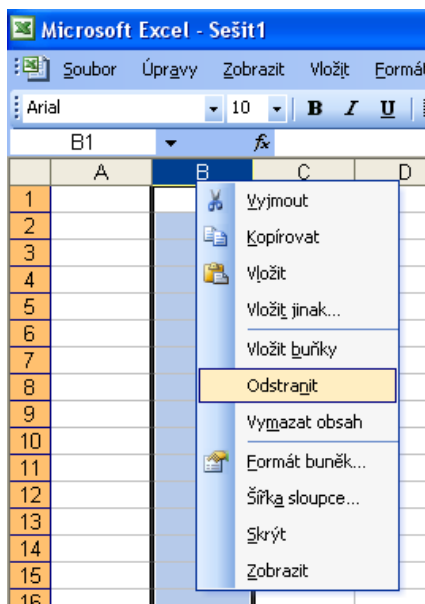 Microsoft Excel - Sešit1
Soubor Úpravy Zobrazit Vložit Formá
Arial 10 B I U
B1 fx
A B C D
1
2
3
4
5
6
7
8
9
10
11
12
13
14
15
16
Vyjmout
Kopírovat
Vložit
Vložit jinak...
Vložit buňky
Odstranit
Vymazat obsah
Formát buněk...
Šířka sloupce...
Skrýt
Zobrazit